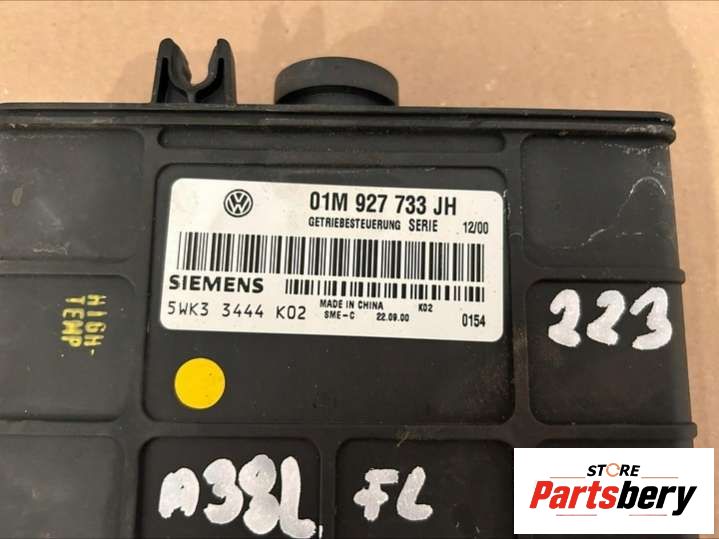 01M 927 733 JH
GETRIEBESTEUERUNG SERIE 12/00
SIEMENS
5WK3 3444 K02
MADE IN CHINA K02
SME-C 22.09.00 0154
HIGH-
TEMP
223
A38L FL
STORE
Partsbery